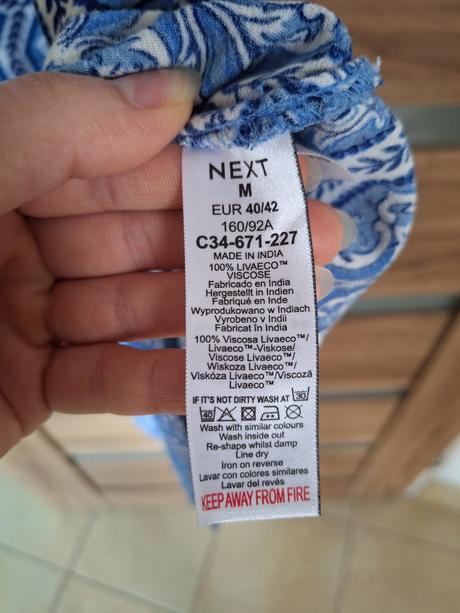 NEXT
M
EUR 40/42
160/92A
C34-671-227
MADE IN INDIA
100% LIVAECO™
VISCOSE
Fabricado en India
Hergestellt in Indien
Fabriqué en Inde
Wyprodukowano w Indiach
Vyrobeno v Indii
Fabricat în India
100% Viscosa Livaeco™/
Livaeco™-Viskose/
Viscose Livaeco™/
Wiskoza Livaeco™/
Viskóza Livaeco™/Viscoză
Livaeco™
IF IT'S NOT DIRTY WASH AT 30
40
Wash with similar colours
Wash inside out
Re-shape whilst damp
Line dry
Iron on reverse
Lavar con colores similares
Lavar del revés
KEEP AWAY FROM FIRE